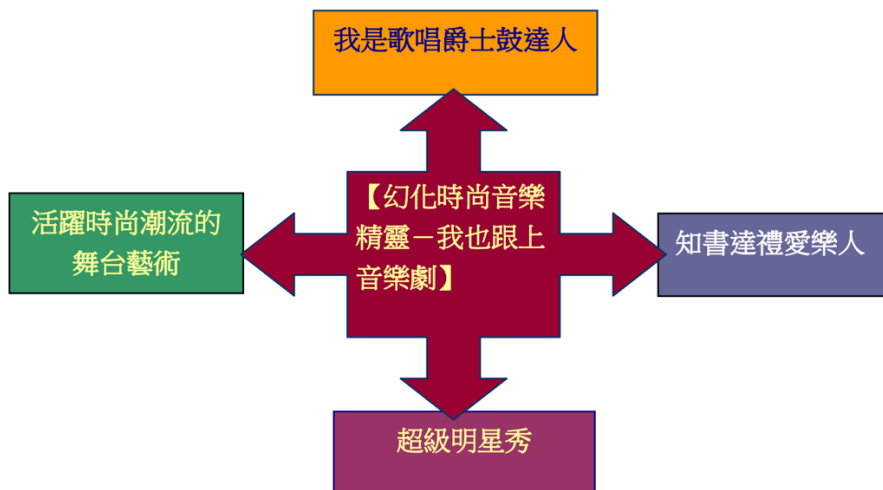 我是歌唱爵士鼓達人
【幻化時尚音樂
精靈－我也跟上
音樂劇】
活躍時尚潮流的
舞台藝術
知書達禮愛樂人
超級明星秀